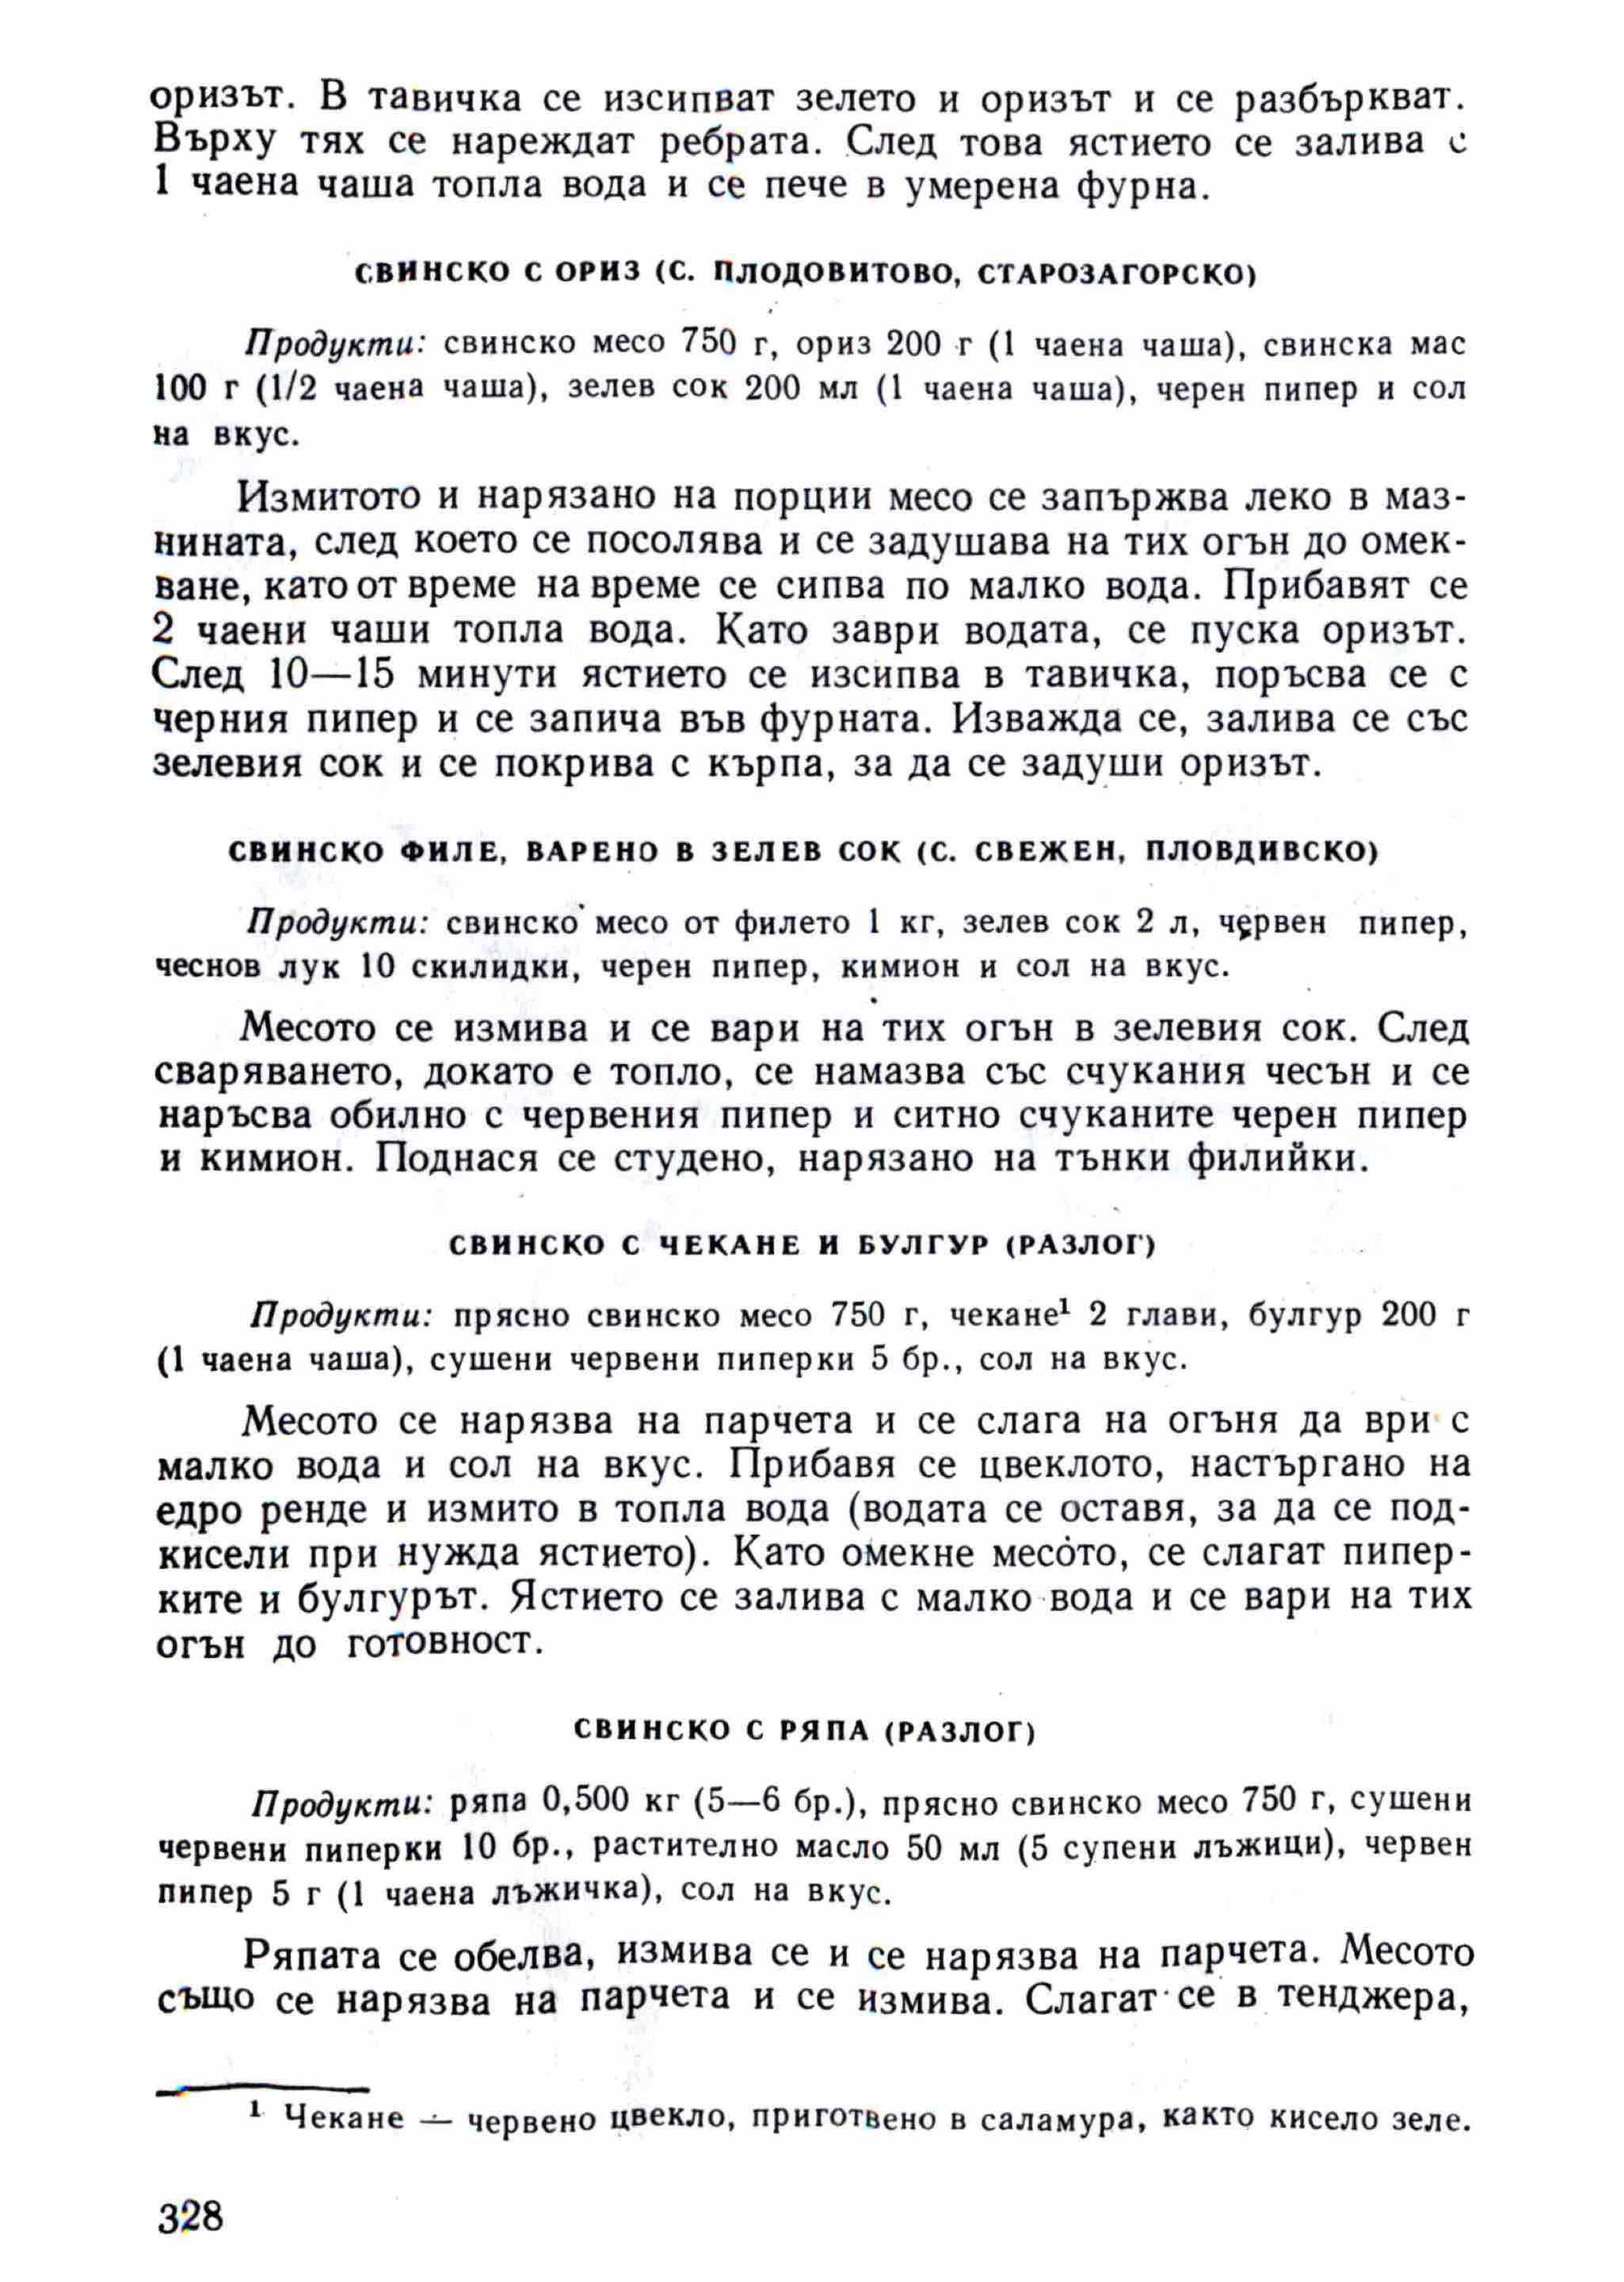 оризът. В тавичка се изсипват зелето и оризът и се разбъркват.
Върху тях се нареждат ребрата. След това ястието се залива с
1 чаена чаша топла вода и се пече в умерена фурна.
СВИНСКО С ОРИЗ (С. ПЛОДОВИТОВО, СТАРОЗАГОРСКО)
Продукти: свинско месо 750 г, ориз 200 г (1 чаена чаша), свинска мас
100 г (1/2 чаена чаша), зелев сок 200 мл (1 чаена чаша), черен пипер и сол
на вкус.
Измитото и нарязано на порции месо се запържва леко в маз-
нината, след което се посолява и се задушава на тих огън до омек-
ване, като от време на време се сипва по малко вода. Прибавят се
2 чаени чаши топла вода. Като заври водата, се пуска оризът.
След 10—15 минути ястието се изсипва в тавичка, поръсва се с
черния пипер и се запича във фурната. Изважда се, залива се със
зелевия сок и се покрива с кърпа, за да се задуши оризът.
СВИНСКО ФИЛЕ, ВАРЕНО В ЗЕЛЕВ СОК (С. СВЕЖЕН, ПЛОВДИВСКО)
Продукти: свинско месо от филето 1 кг, зелев сок 2 л, червен пипер,
чеснов лук 10 скилидки, черен пипер, кимион и сол на вкус.
Месото се измива и се вари на тих огън в зелевия сок. След
сваряването, докато е топло, се намазва със счукания чесън и се
наръсва обилно с червения пипер и ситно счуканите черен пипер
и кимион. Поднася се студено, нарязано на тънки филийки.
СВИНСКО С ЧЕКАНЕ И БУЛГУР (РАЗЛОГ)
Продукти: прясно свинско месо 750 г, чекане¹ 2 глави, булгур 200 г
(1 чаена чаша), сушени червени пиперки 5 бр., сол на вкус.
Месото се нарязва на парчета и се слага на огъня да ври с
малко вода и сол на вкус. Прибавя се цвеклото, настъргано на
едро ренде и измито в топла вода (водата се оставя, за да се под-
кисели при нужда ястието). Като омекне месото, се слагат пипер-
ките и булгурът. Ястието се залива с малко вода и се вари на тих
огън до готовност.
СВИНСКО С РЯПА (РАЗЛОГ)
Продукти: ряпа 0,500 кг (5—6 бр.), прясно свинско месо 750 г, сушени
червени пиперки 10 бр., растително масло 50 мл (5 супени лъжици), червен
пипер 5 г (1 чаена лъжичка), сол на вкус.
Ряпата се обелва, измива се и се нарязва на парчета. Месото
също се нарязва на парчета и се измива. Слагат се в тенджера,
¹ Чекане — червено цвекло, приготвено в саламура, както кисело зеле.
328